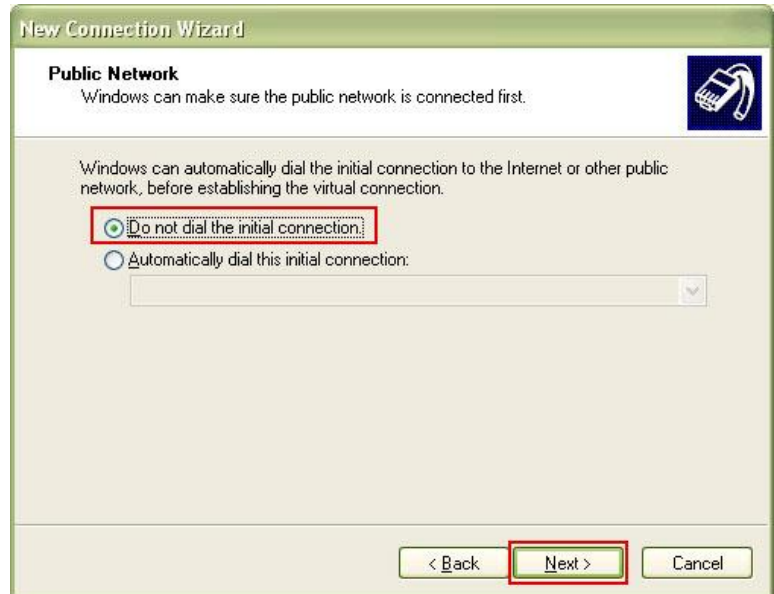 New Connection Wizard
Public Network
Windows can make sure the public network is connected first.
Windows can automatically dial the initial connection to the Internet or other public
network, before establishing the virtual connection.
Do not dial the initial connection.
Automatically dial this initial connection:
< Back
Next >
Cancel